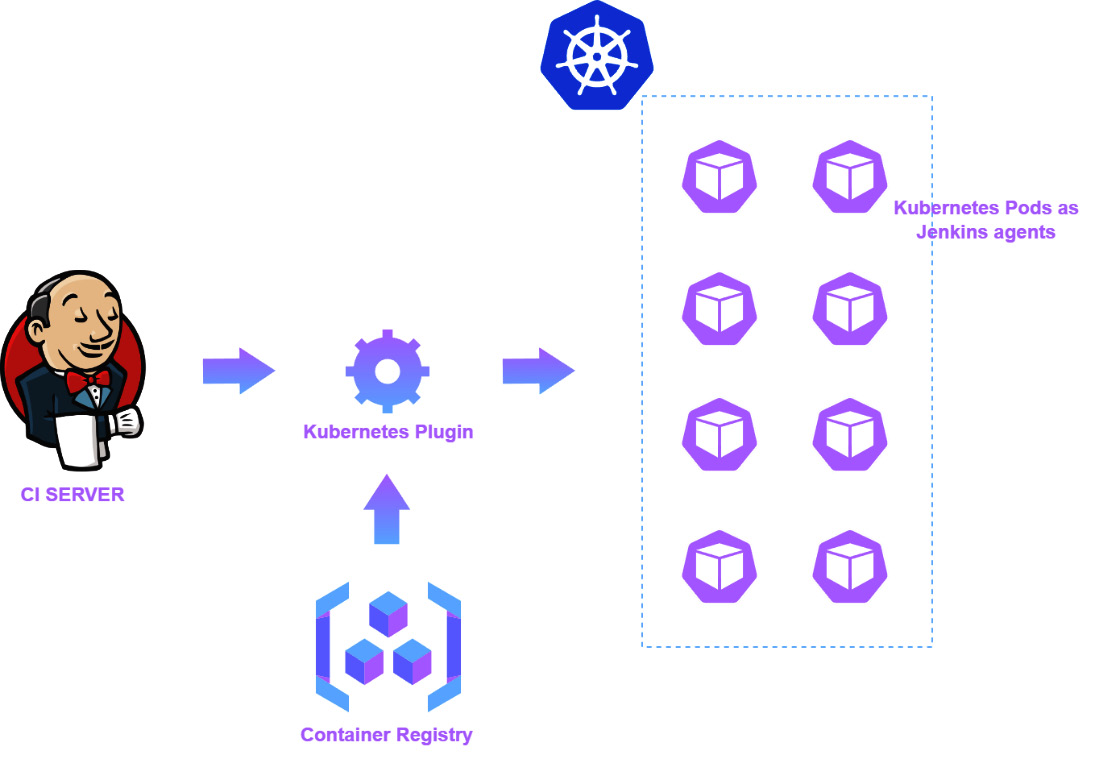 Kubernetes Pods as
Jenkins agents
Kubernetes Plugin
CI SERVER
Container Registry